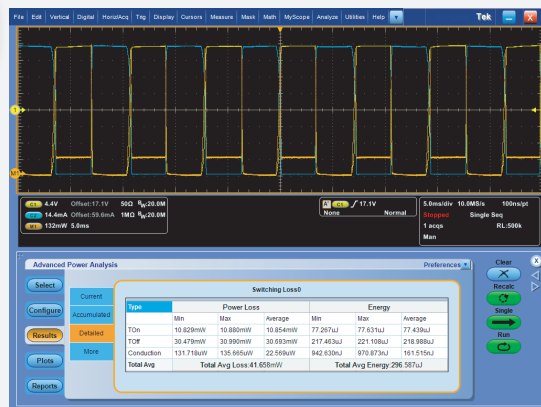 File Edit Vertical Digital Horiz/Acq Trig Display Cursors Measure Mask Math MyScope Analyze Utilities Help Tek X
1
M1
C1 4.4V Offset:17.1V 50Ω BW:20.0M
C2 14.4mA Offset:59.6mA 1MΩ BW:20.0M
M1 132mW 5.0ms
A' C1 17.1V
None Normal
5.0ms/div 10.0MS/s 100ns/pt
Stopped Single Seq
1 acqs RL:500k
Man
Advanced Power Analysis Preferences
Clear
X
Recalc
Single
Run
Select
Configure
Results
Plots
Reports
Current
Accumulated
Detailed
More
Switching Loss0
Type Power Loss Energy
Min Max Average Min Max Average
TOn 10.829mW 10.880mW 10.854mW 77.267uJ 77.631uJ 77.439uJ
TOff 30.479mW 30.990mW 30.693mW 217.463uJ 221.108uJ 218.988uJ
Conduction 131.718uW 135.665uW 22.569uW 942.630nJ 970.873nJ 161.515nJ
Total Avg Total Avg Loss:41.658mW Total Avg Energy:296.587uJ